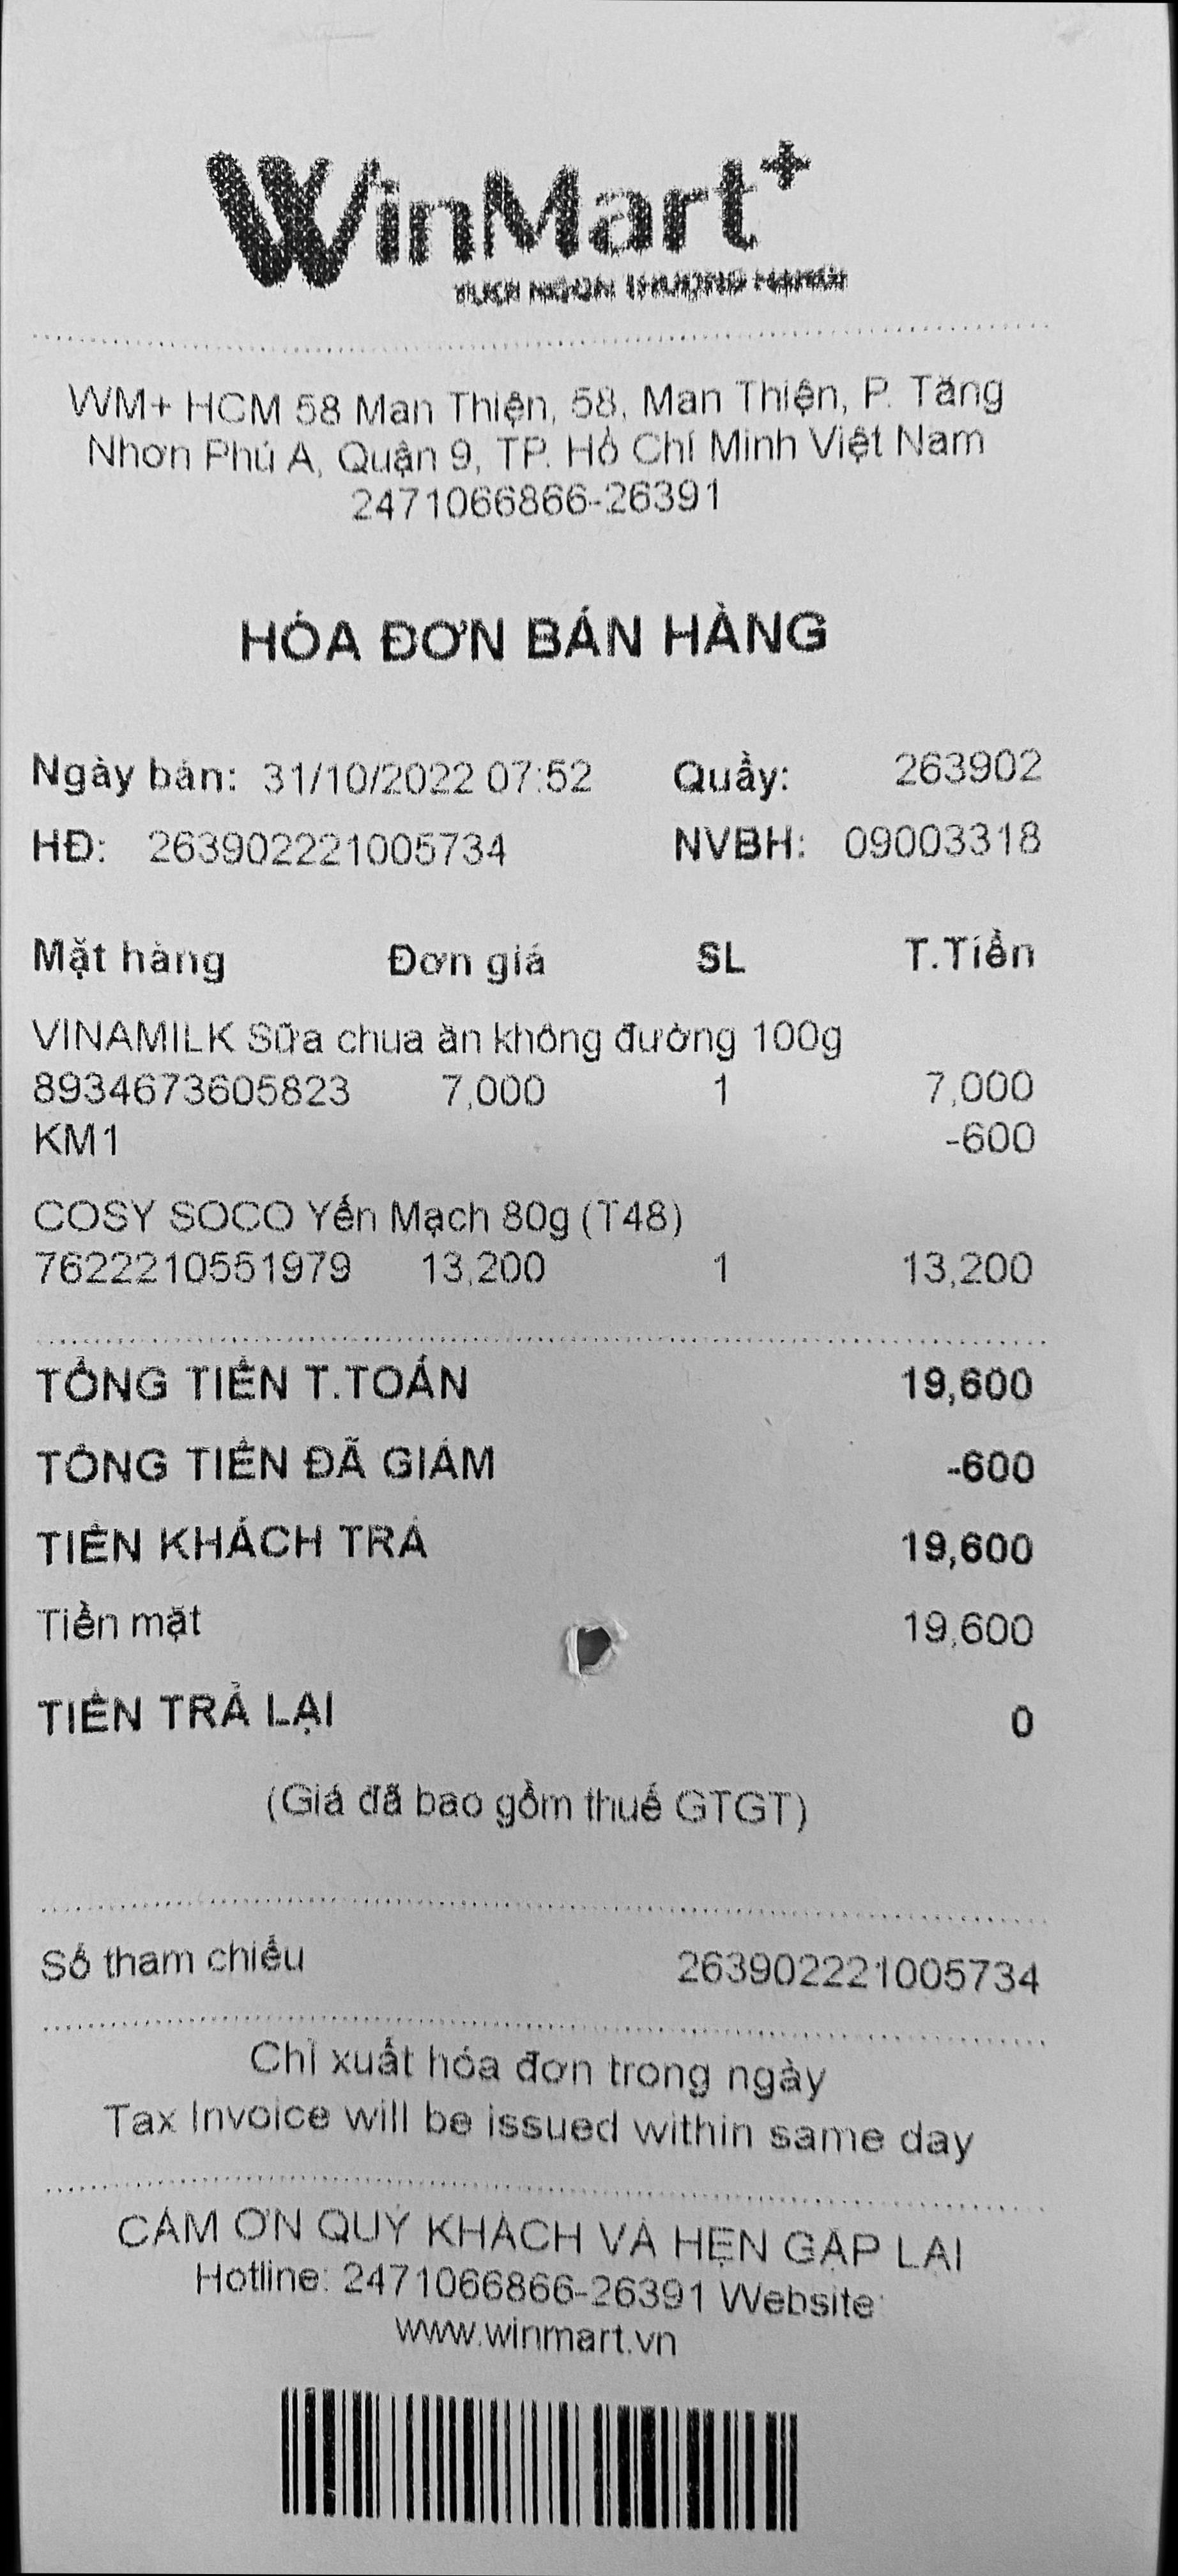 WinMart+
TƯƠI NGON THƯỢNG HẠNG
WM+ HCM 58 Man Thiện, 58, Man Thiện, P. Tăng
Nhơn Phú A, Quận 9, TP. Hồ Chí Minh Việt Nam
2471066866-26391
HÓA ĐƠN BÁN HÀNG
Ngày bán: 31/10/2022 07:52 Quầy: 263902
HĐ: 263902221005734 NVBH: 09003318
Mặt hàng Đơn giá SL T.Tiền
VINAMILK Sữa chua ăn không đường 100g
8934673605823 7,000 1 7,000
KM1 -600
COSY SOCO Yến Mạch 80g (T48)
7622210551979 13,200 1 13,200
TỔNG TIỀN T.TOÁN 19,600
TỔNG TIỀN ĐÃ GIẢM -600
TIỀN KHÁCH TRẢ 19,600
Tiền mặt 19,600
TIỀN TRẢ LẠI 0
(Giá đã bao gồm thuế GTGT)
Số tham chiếu 263902221005734
Chỉ xuất hóa đơn trong ngày
Tax Invoice will be issued within same day
CẢM ƠN QUÝ KHÁCH VÀ HẸN GẶP LẠI
Hotline: 2471066866-26391 Website:
www.winmart.vn